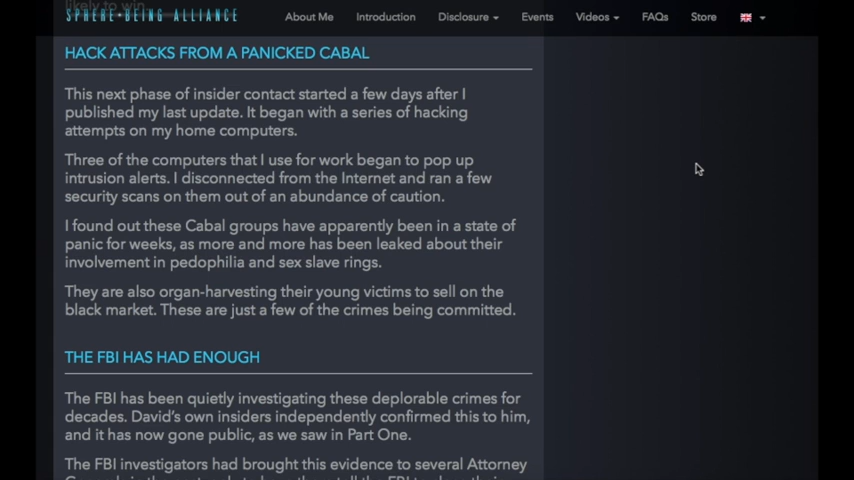 likely to win.
SPHERE BEING ALLIANCE
About Me
Introduction
Disclosure
Events
Videos
FAQs
Store
HACK ATTACKS FROM A PANICKED CABAL
This next phase of insider contact started a few days after I
published my last update. It began with a series of hacking
attempts on my home computers.
Three of the computers that I use for work began to pop up
intrusion alerts. I disconnected from the Internet and ran a few
security scans on them out of an abundance of caution.
I found out these Cabal groups have apparently been in a state of
panic for weeks, as more and more has been leaked about their
involvement in pedophilia and sex slave rings.
They are also organ-harvesting their young victims to sell on the
black market. These are just a few of the crimes being committed.
THE FBI HAS HAD ENOUGH
The FBI has been quietly investigating these deplorable crimes for
decades. David's own insiders independently confirmed this to him,
and it has now gone public, as we saw in Part One.
The FBI investigators had brought this evidence to several Attorney